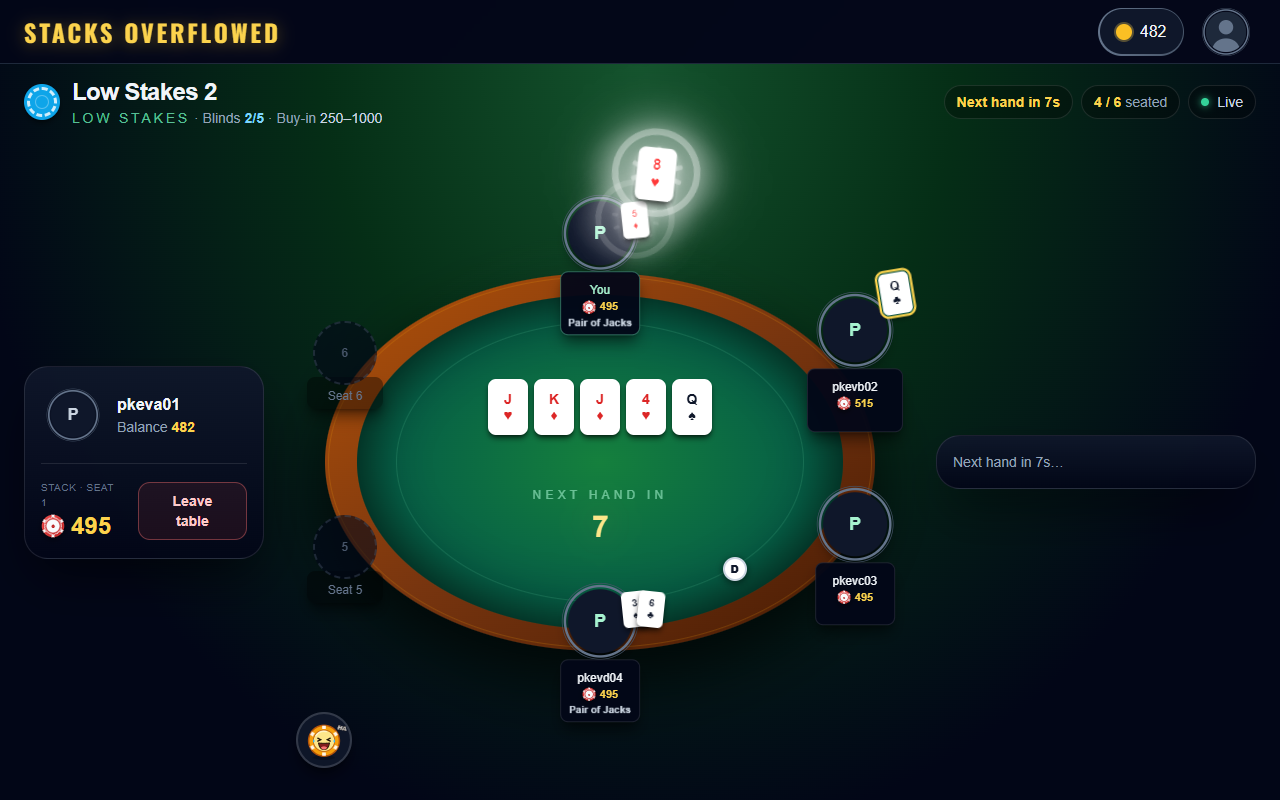 STACKS OVERFLOWED
482
Low Stakes 2
LOW STAKES · Blinds 2/5 · Buy-in 250–1000
Next hand in 7s
4 / 6 seated
Live
8
5
P
You
495
Pair of Jacks
Q
P
pkevb02
515
6
Seat 6
J K J 4 Q
P
pkeva01
Balance 482
STACK · SEAT
1
495
Leave
table
Next hand in 7s…
NEXT HAND IN
7
P
pkevc03
495
5
Seat 5
D
P
3 6
pkevd04
495
Pair of Jacks